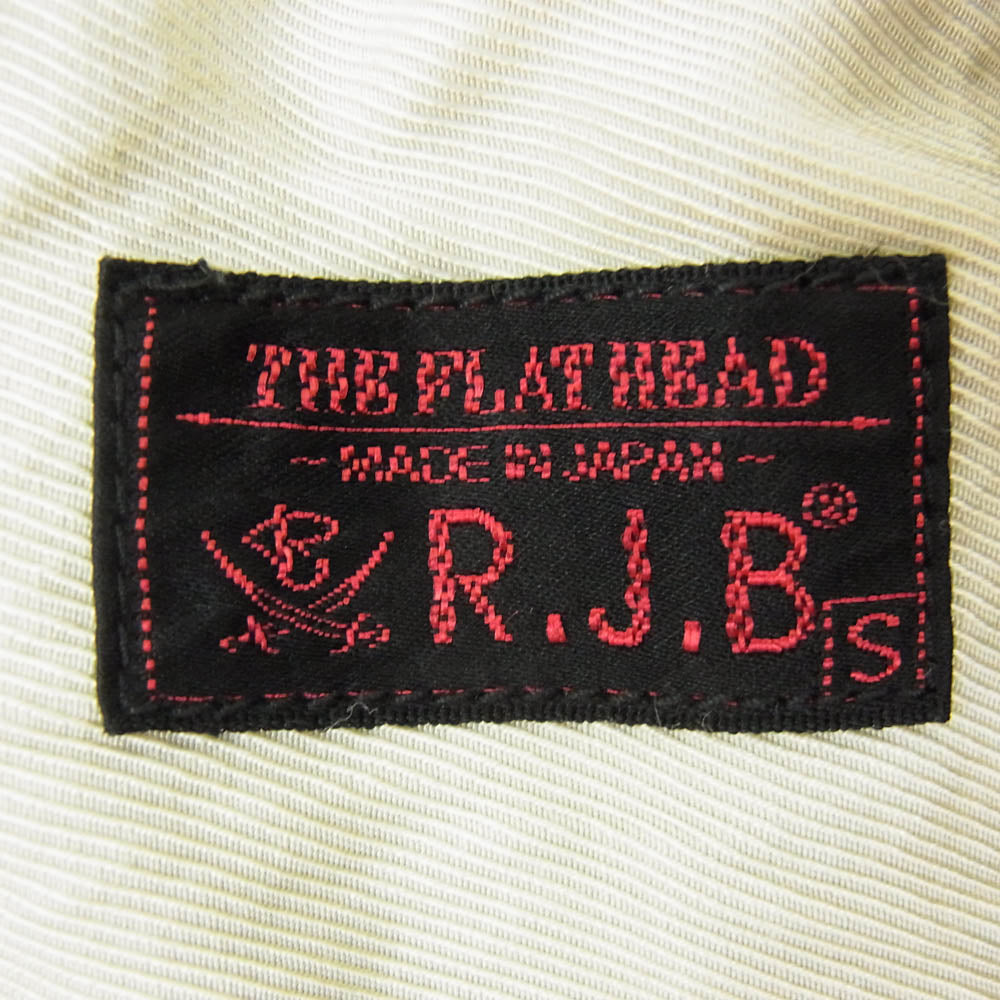 THE FLAT HEAD
~ MADE IN JAPAN ~
R.J.B®
S